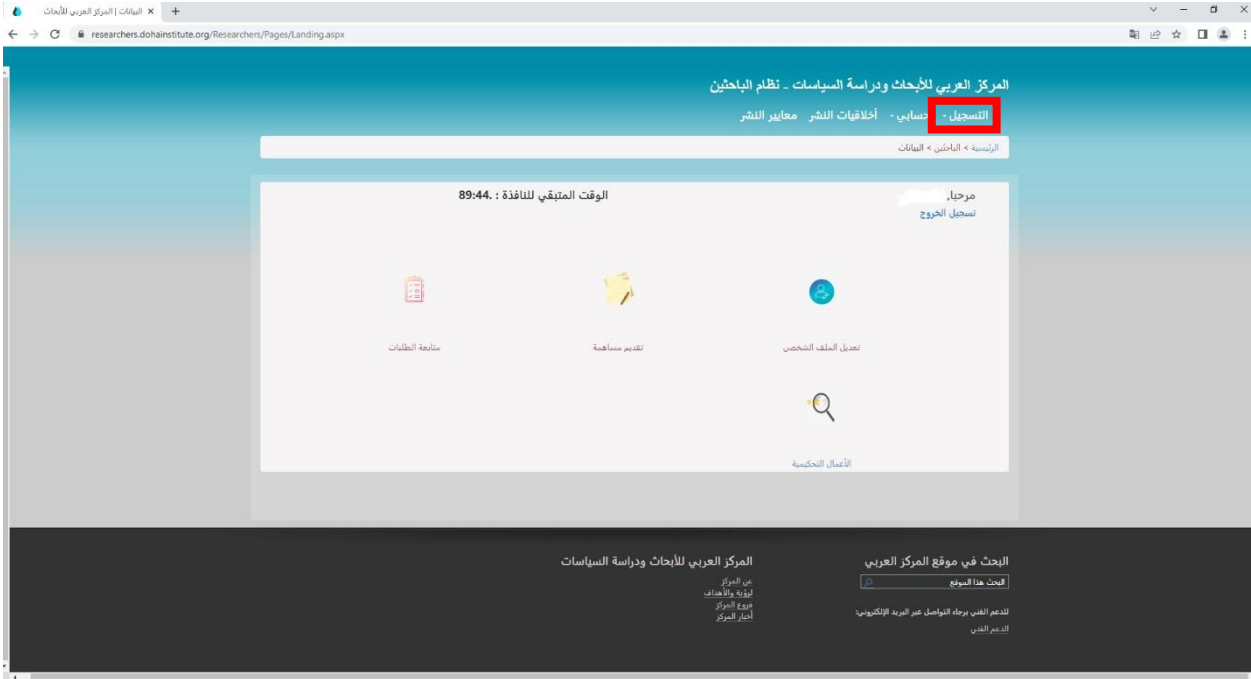 البيانات | المركز العربي للأبحاث
researchers.dohainstitute.org/Researchers/Pages/Landing.aspx
المركز العربي للأبحاث ودراسة السياسات - نظام الباحثين
التسجيل - حسابي - أخلاقيات النشر معايير النشر
الرئيسية > الباحثين > البيانات
مرحبا,
الوقت المتبقي للنافذة : .89:44
تسجيل الخروج
تعديل الملف الشخصي
تقديم مساهمة
متابعة الطلبات
الأعمال التحكيمية
البحث في موقع المركز العربي
البحث هذا الموقع
للدعم الفني برجاء التواصل عبر البريد الإلكتروني:
الدعم الفني
المركز العربي للأبحاث ودراسة السياسات
عن المركز
لرؤية والأهداف
فروع المركز
أخبار المركز